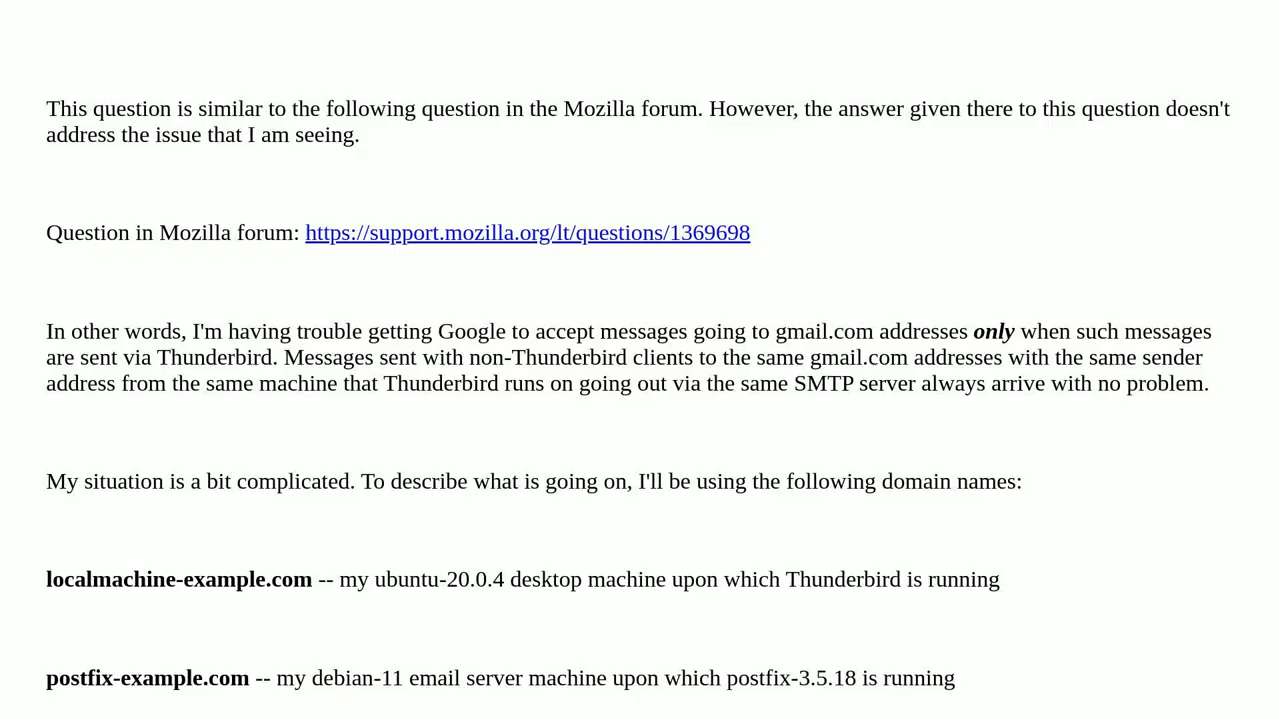 This question is similar to the following question in the Mozilla forum. However, the answer given there to this question doesn't
address the issue that I am seeing.
Question in Mozilla forum: https://support.mozilla.org/lt/questions/1369698
In other words, I'm having trouble getting Google to accept messages going to gmail.com addresses only when such messages
are sent via Thunderbird. Messages sent with non-Thunderbird clients to the same gmail.com addresses with the same sender
address from the same machine that Thunderbird runs on going out via the same SMTP server always arrive with no problem.
My situation is a bit complicated. To describe what is going on, I'll be using the following domain names:
localmachine-example.com -- my ubuntu-20.0.4 desktop machine upon which Thunderbird is running
postfix-example.com -- my debian-11 email server machine upon which postfix-3.5.18 is running